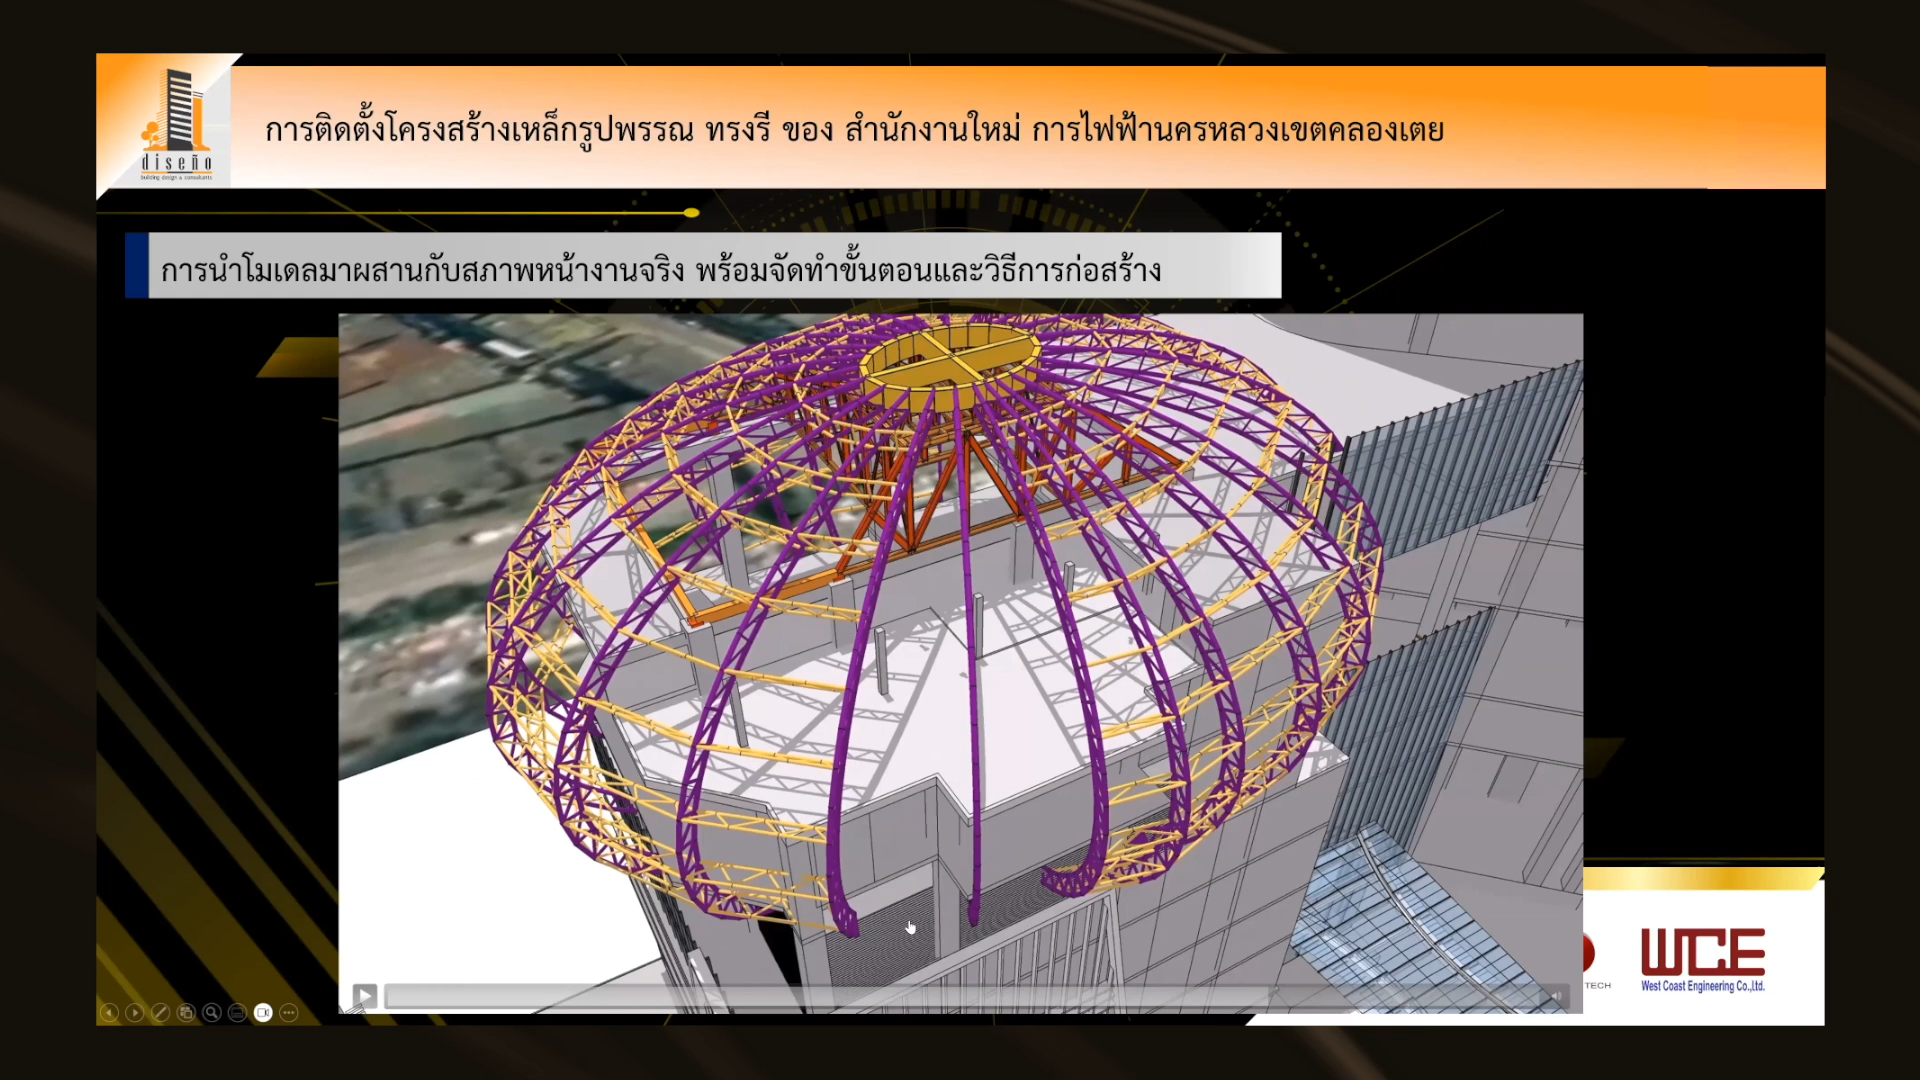 การติดตั้งโครงสร้างเหล็กรูปพรรณ ทรงรี ของ สำนักงานใหม่ การไฟฟ้านครหลวงเขตคลองเตย
diseño
building design & consultants
การนำโมเดลมาผสานกับสภาพหน้างานจริง พร้อมจัดทำขั้นตอนและวิธีการก่อสร้าง
TECH
WCE
West Coast Engineering Co.,Ltd.